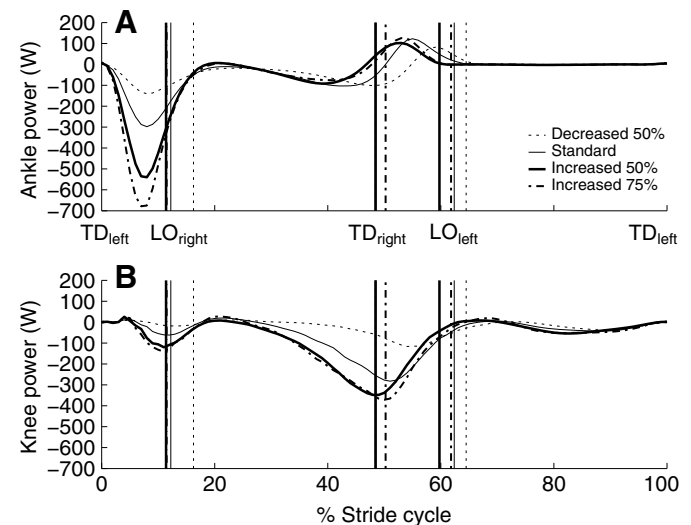 A
Ankle power (W)
200
100
0
−100
−200
−300
−400
−500
−600
−700
Decreased 50%
Standard
Increased 50%
Increased 75%
TDleft LOright TDright LOleft TDleft
B
Knee power (W)
200
100
0
−100
−200
−300
−400
−500
−600
−700
0 20 40 60 80 100
% Stride cycle